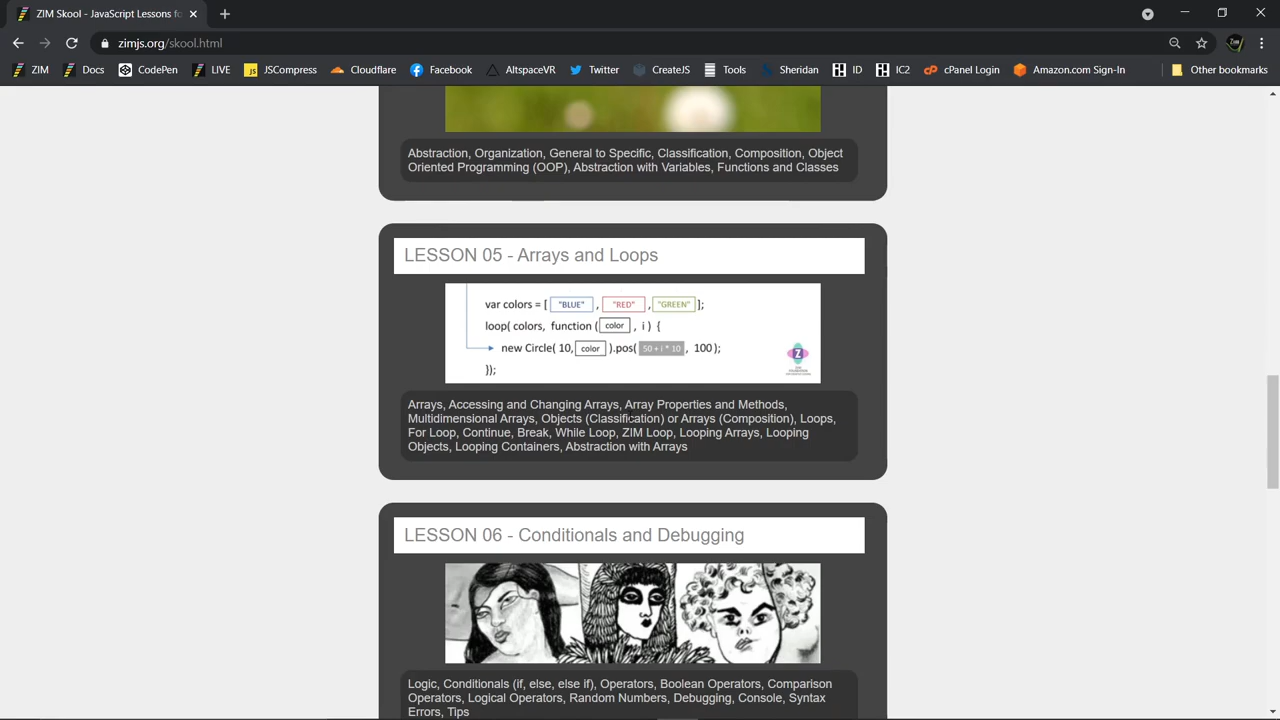 ZIM Skool - JavaScript Lessons fo
zimjs.org/skool.html
ZIM Docs CodePen LIVE JSCompress Cloudflare Facebook AltspaceVR Twitter CreateJS Tools Sheridan ID IC2 cPanel Login Amazon.com Sign-In Other bookmarks
Abstraction, Organization, General to Specific, Classification, Composition, Object
Oriented Programming (OOP), Abstraction with Variables, Functions and Classes
LESSON 05 - Arrays and Loops
var colors = [ "BLUE" , "RED" , "GREEN" ];
loop( colors, function ( color , i ) {
new Circle( 10, color ).pos( 50 + i * 10 , 100 );
});
Arrays, Accessing and Changing Arrays, Array Properties and Methods,
Multidimensional Arrays, Objects (Classification) or Arrays (Composition), Loops,
For Loop, Continue, Break, While Loop, ZIM Loop, Looping Arrays, Looping
Objects, Looping Containers, Abstraction with Arrays
LESSON 06 - Conditionals and Debugging
Logic, Conditionals (if, else, else if), Operators, Boolean Operators, Comparison
Operators, Logical Operators, Random Numbers, Debugging, Console, Syntax
Errors, Tips